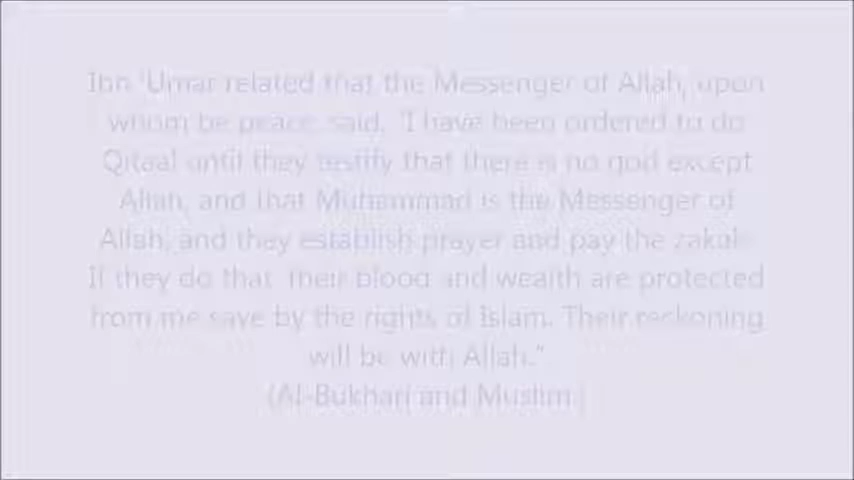 Ibn 'Umar related that the Messenger of Allah, upon
whom be peace, said, "I have been ordered to do
Qitaal until they testify that there is no god except
Allah, and that Muhammad is the Messenger of
Allah, and they establish prayer and pay the zakah.
If they do that, their blood and wealth are protected
from me save by the rights of Islam. Their reckoning
will be with Allah."
(Al-Bukhari and Muslim.)